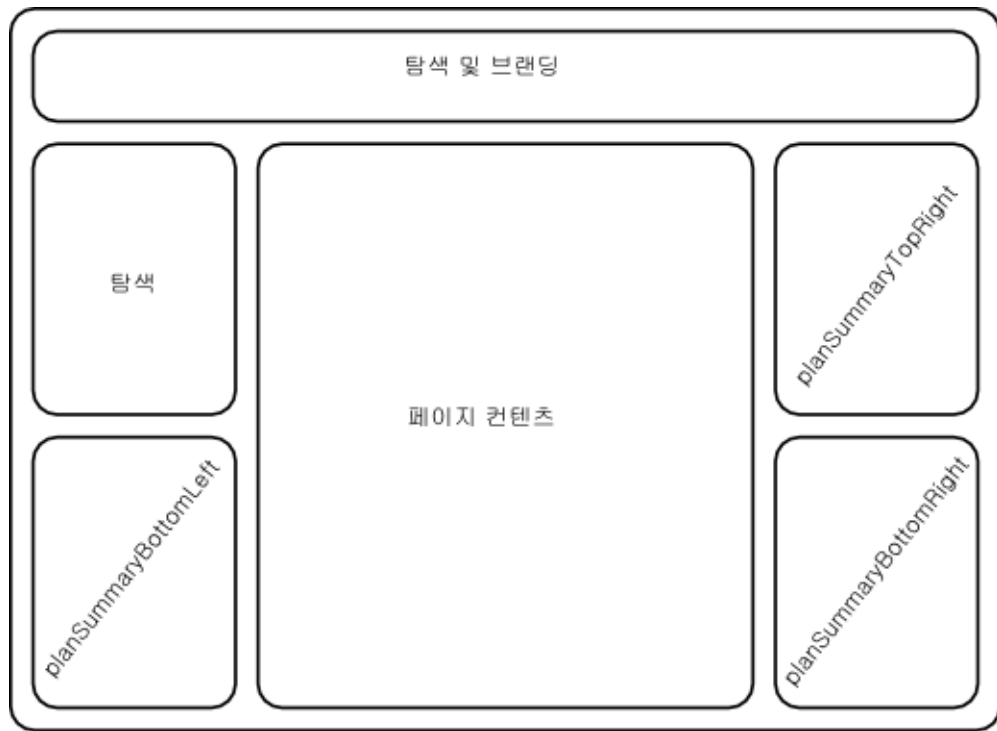 탐색 및 브랜딩
탐색
planSummaryTopRight
페이지 컨텐츠
planSummaryBottomLeft
planSummaryBottomRight